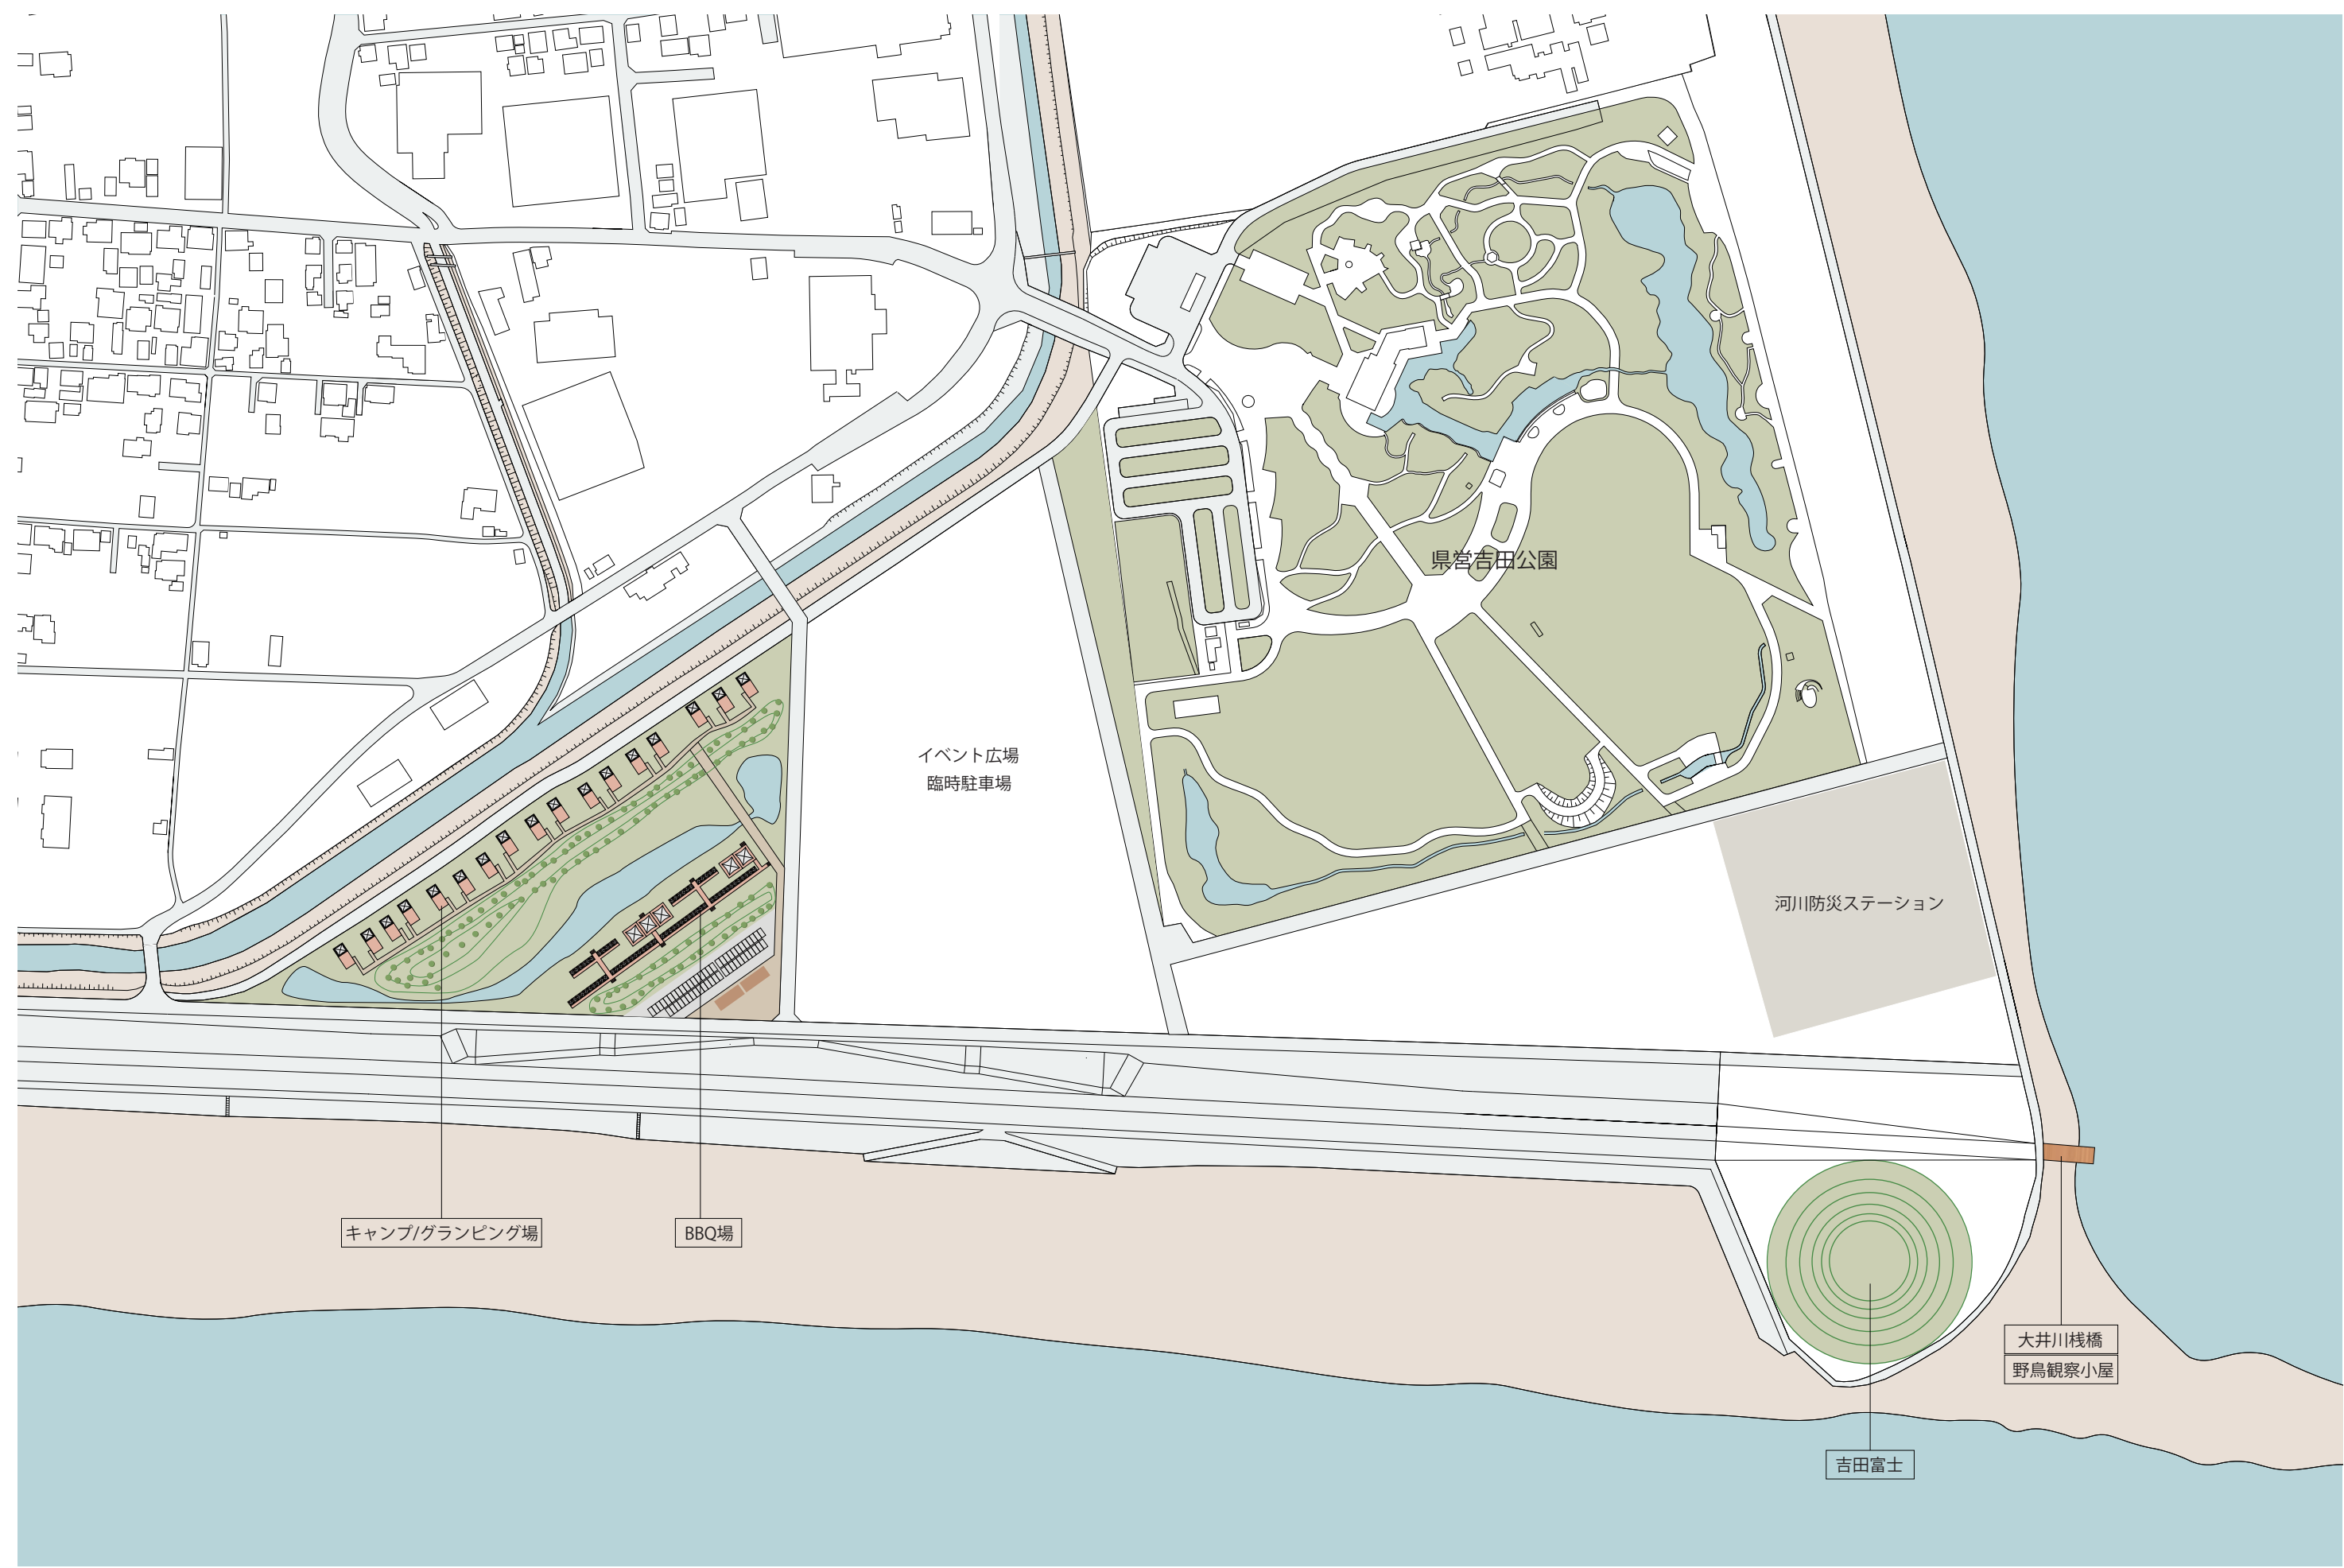 県営吉田公園
イベント広場
臨時駐車場
河川防災ステーション
キャンプ/グランピング場
BBQ場
大井川桟橋
野鳥観察小屋
吉田富士